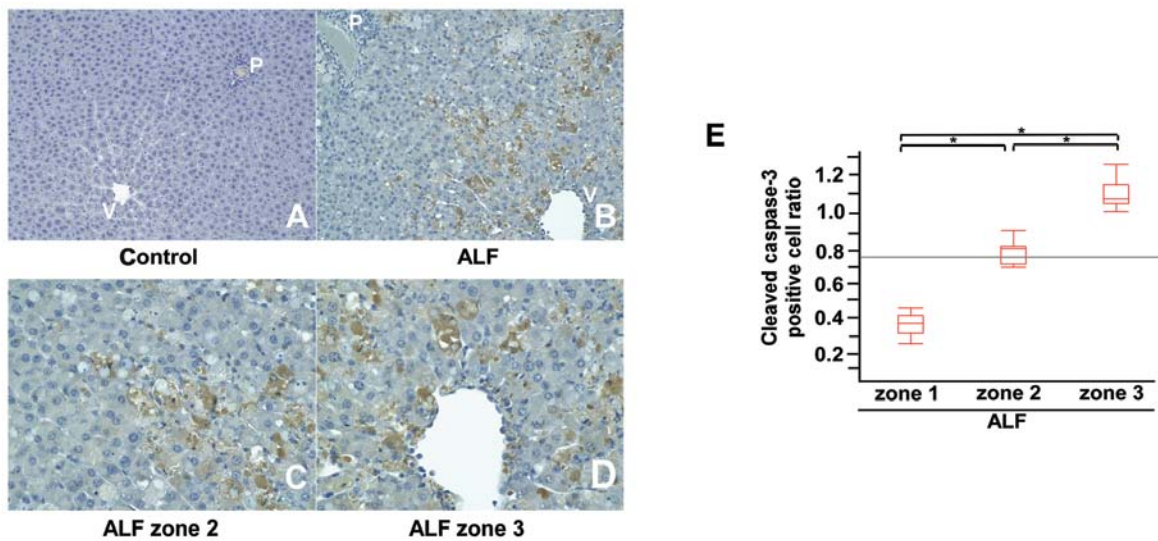 P
V
A
Control
P
V
B
ALF
C
ALF zone 2
D
ALF zone 3
E
* 
* *
Cleaved caspase-3
positive cell ratio
1.2
1.0
0.8
0.6
0.4
0.2
zone 1 zone 2 zone 3
ALF